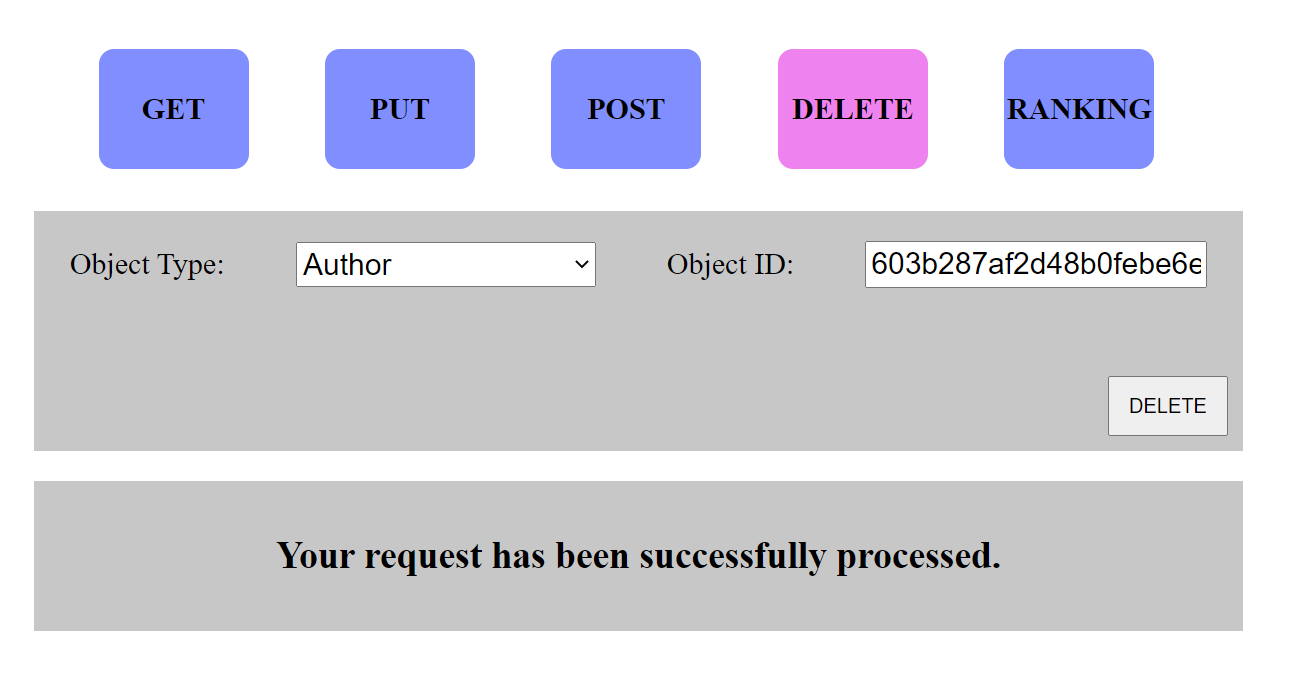 GET PUT POST DELETE RANKING
Object Type: Author Object ID: 603b287af2d48b0febe6e
DELETE
Your request has been successfully processed.